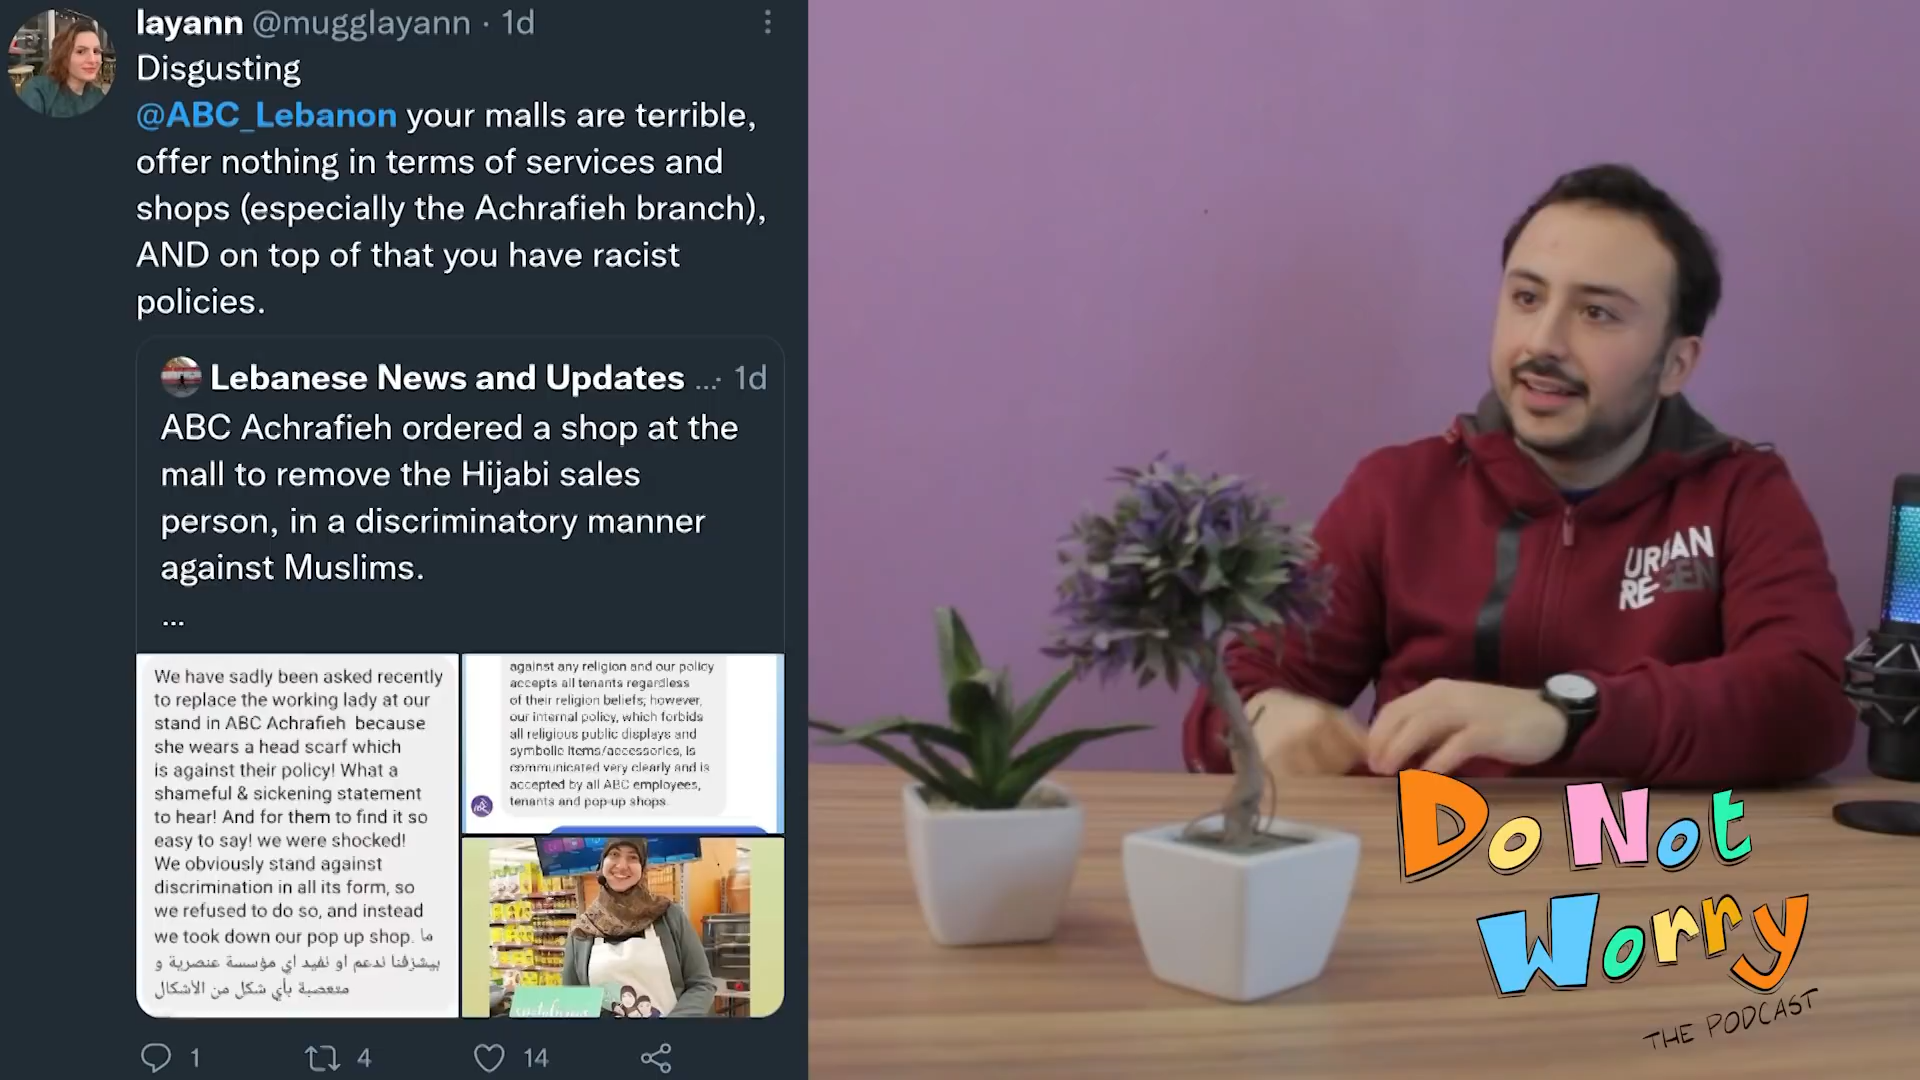 layann @mugglayann · 1d
Disgusting
@ABC_Lebanon your malls are terrible,
offer nothing in terms of services and
shops (especially the Achrafieh branch),
AND on top of that you have racist
policies.
Lebanese News and Updates ...· 1d
ABC Achrafieh ordered a shop at the
mall to remove the Hijabi sales
person, in a discriminatory manner
against Muslims.
...
We have sadly been asked recently
to replace the working lady at our
stand in ABC Achrafieh because
she wears a head scarf which
is against their policy! What a
shameful & sickening statement
to hear! And for them to find it so
easy to say! we were shocked!
We obviously stand against
discrimination in all its form, so
we refused to do so, and instead
we took down our pop up shop. ما
بيشرفنا ندعم او نفيد اي مؤسسة عنصرية و
متعصبة بأي شكل من الأشكال
against any religion and our policy
accepts all tenants regardless
of their religion beliefs; however,
our internal policy, which forbids
all religious public displays and
symbolic items/accessories, is
communicated very clearly and is
accepted by all ABC employees,
tenants and pop-up shops.
1
4
14
URBAN
RE-GEN
Do Not
Worry
THE PODCAST